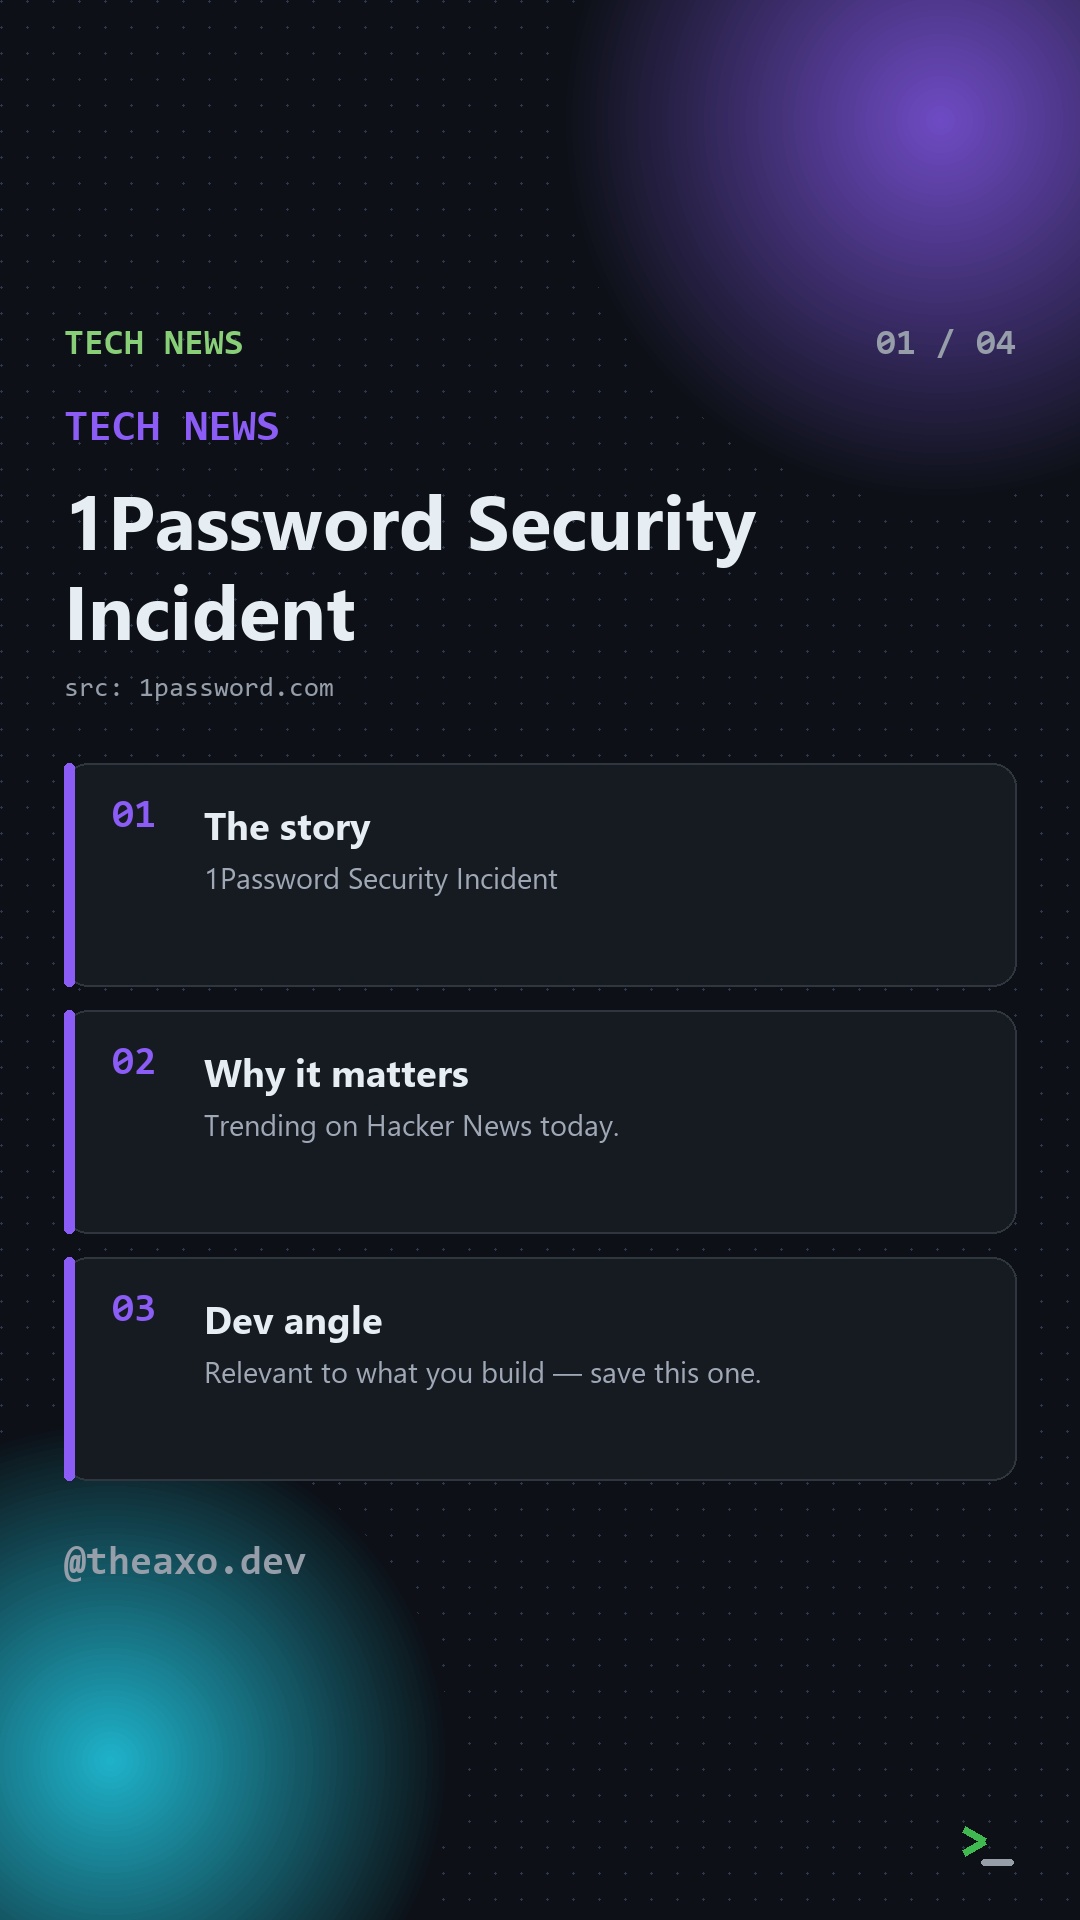 TECH NEWS
01 / 04
TECH NEWS
1Password Security
Incident
src: 1password.com
01
The story
1Password Security Incident
02
Why it matters
Trending on Hacker News today.
03
Dev angle
Relevant to what you build — save this one.
@theaxo.dev
>_